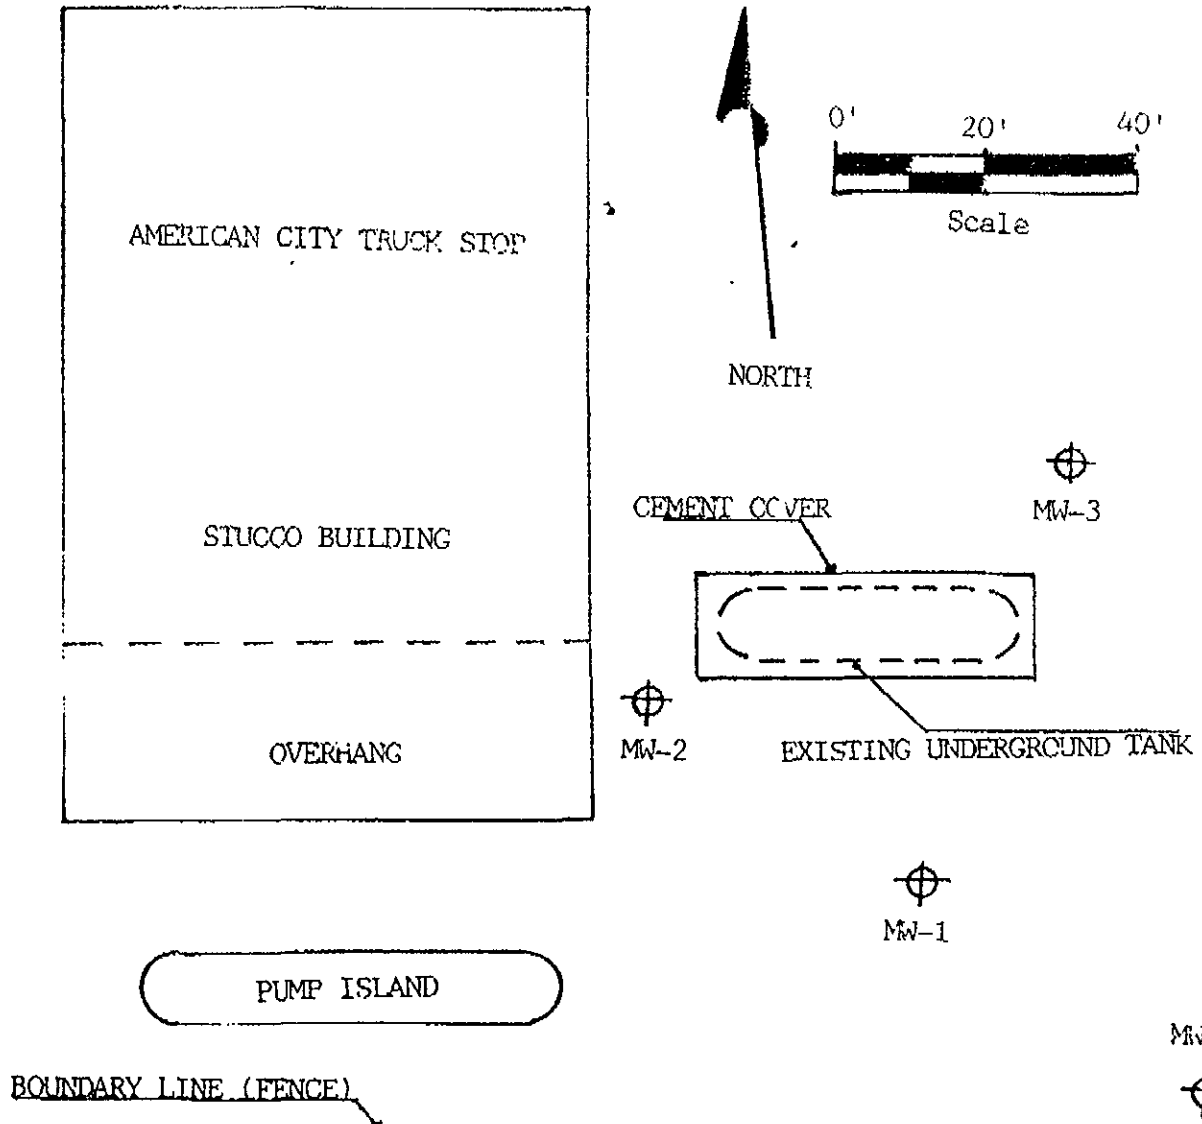 0' 20' 40'
Scale
AMERICAN CITY TRUCK STOP
NORTH
CEMENT COVER
MW-3
STUCCO BUILDING
OVERHANG
MW-2
EXISTING UNDERGROUND TANK
MW-1
PUMP ISLAND
BOUNDARY LINE (FENCE)